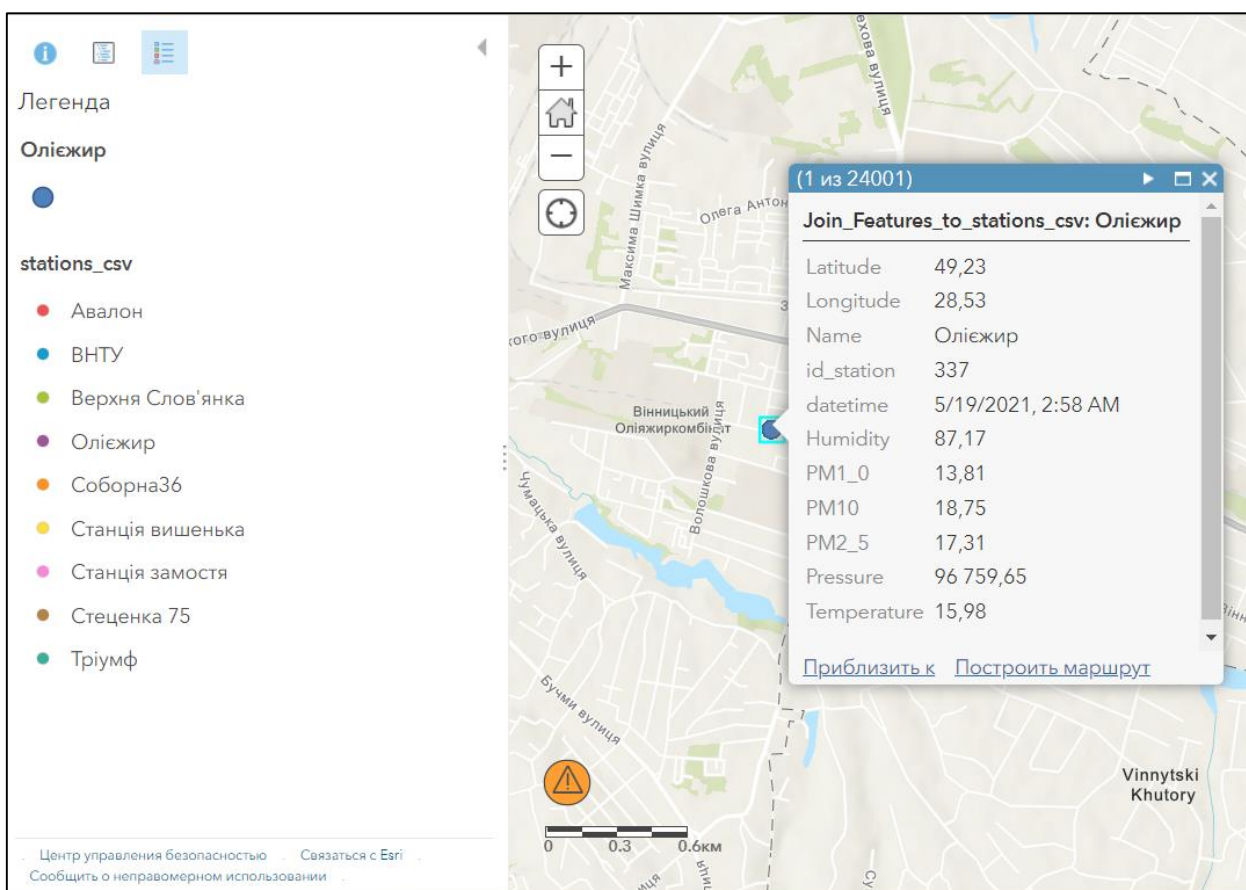 Легенда
Олієжир
stations_csv
Авалон
ВНТУ
Верхня Слов'янка
Олієжир
Соборна36
Станція вишенька
Станція замостя
Стеценка 75
Тріумф
Центр управления безопасностью . Связаться с Esri .
Сообщить о неправомерном использовании .
+
−
ехова вулиця
Максима Шимка вулиця
Олега Антон
кого вулиця
Вінницький
Оліяжиркомбінат
Волошкова вулиця
Чумацька вулиця
Бучми вулиця
Vinnytski
Khutory
0 0.3 0.6км
(1 из 24001)
Join_Features_to_stations_csv: Олієжир
Latitude 49,23
Longitude 28,53
Name Олієжир
id_station 337
datetime 5/19/2021, 2:58 AM
Humidity 87,17
PM1_0 13,81
PM10 18,75
PM2_5 17,31
Pressure 96 759,65
Temperature 15,98
Приблизить к Построить маршрут